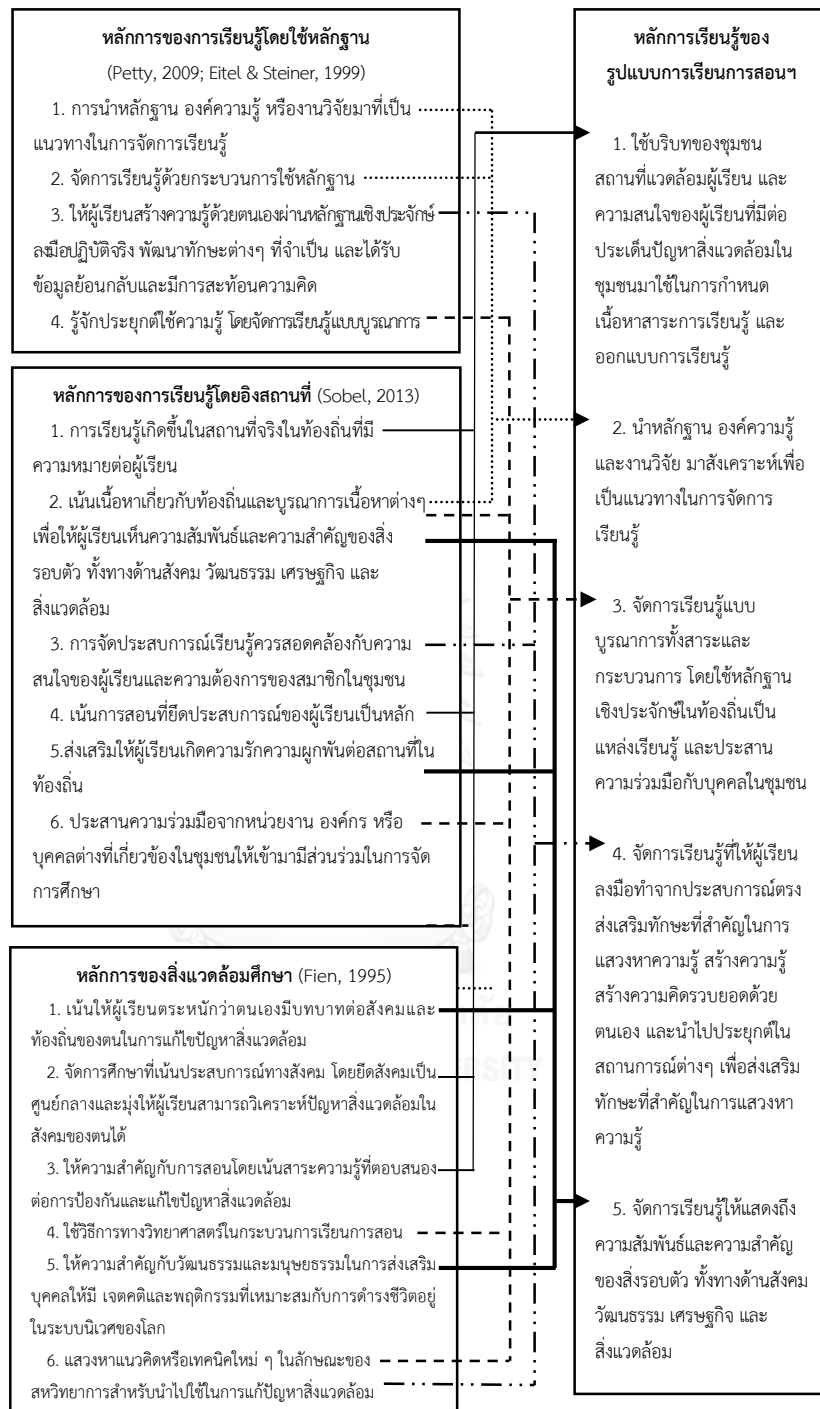 หลักการของการเรียนรู้โดยใช้หลักฐาน
(Petty, 2009; Eitel & Steiner, 1999)
1. การนำหลักฐาน องค์ความรู้ หรืองานวิจัยมาที่เป็น
แนวทางในการจัดการเรียนรู้
2. จัดการเรียนรู้ด้วยกระบวนการใช้หลักฐาน
3. ให้ผู้เรียนสร้างความรู้ด้วยตนเองผ่านหลักฐานเชิงประจักษ์
ลงมือปฏิบัติจริง พัฒนาทักษะต่างๆ ที่จำเป็น และได้รับ
ข้อมูลย้อนกลับและมีการสะท้อนความคิด
4. รู้จักประยุกต์ใช้ความรู้ โดยจัดการเรียนรู้แบบบูรณาการ
หลักการของการเรียนรู้โดยอิงสถานที่ (Sobel, 2013)
1. การเรียนรู้เกิดขึ้นในสถานที่จริงในท้องถิ่นที่มี
ความหมายต่อผู้เรียน
2. เน้นเนื้อหาเกี่ยวกับท้องถิ่นและบูรณาการเนื้อหาต่างๆ
เพื่อให้ผู้เรียนเห็นความสัมพันธ์และความสำคัญของสิ่ง
รอบตัว ทั้งทางด้านสังคม วัฒนธรรม เศรษฐกิจ และ
สิ่งแวดล้อม
3. การจัดประสบการณ์เรียนรู้ควรสอดคล้องกับความ
สนใจของผู้เรียนและความต้องการของสมาชิกในชุมชน
4. เน้นการสอนที่ยึดประสบการณ์ของผู้เรียนเป็นหลัก
5.ส่งเสริมให้ผู้เรียนเกิดความรักความผูกพันต่อสถานที่ใน
ท้องถิ่น
6. ประสานความร่วมมือจากหน่วยงาน องค์กร หรือ
บุคคลต่างที่เกี่ยวข้องในชุมชนให้เข้ามามีส่วนร่วมในการจัด
การศึกษา
หลักการของสิ่งแวดล้อมศึกษา (Fien, 1995)
1. เน้นให้ผู้เรียนตระหนักว่าตนเองมีบทบาทต่อสังคมและ
ท้องถิ่นของตนในการแก้ไขปัญหาสิ่งแวดล้อม
2. จัดการศึกษาที่เน้นประสบการณ์ทางสังคม โดยยึดสังคมเป็น
ศูนย์กลางและมุ่งให้ผู้เรียนสามารถวิเคราะห์ปัญหาสิ่งแวดล้อมใน
สังคมของตนได้
3. ให้ความสำคัญกับการสอนโดยเน้นสาระความรู้ที่ตอบสนอง
ต่อการป้องกันและแก้ไขปัญหาสิ่งแวดล้อม
4. ใช้วิธีการทางวิทยาศาสตร์ในกระบวนการเรียนการสอน
5. ให้ความสำคัญกับวัฒนธรรมและมนุษยธรรมในการส่งเสริม
บุคคลให้มี เจตคติและพฤติกรรมที่เหมาะสมกับการดำรงชีวิตอยู่
ในระบบนิเวศของโลก
6. แสวงหาแนวคิดหรือเทคนิคใหม่ ๆ ในลักษณะของ
สหวิทยาการสำหรับนำไปใช้ในการแก้ปัญหาสิ่งแวดล้อม
หลักการเรียนรู้ของ
รูปแบบการเรียนการสอนฯ
1. ใช้บริบทของชุมชน
สถานที่แวดล้อมผู้เรียน และ
ความสนใจของผู้เรียนที่มีต่อ
ประเด็นปัญหาสิ่งแวดล้อมใน
ชุมชนมาใช้ในการกำหนด
เนื้อหาสาระการเรียนรู้ และ
ออกแบบการเรียนรู้
2. นำหลักฐาน องค์ความรู้
และงานวิจัย มาสังเคราะห์เพื่อ
เป็นแนวทางในการจัดการ
เรียนรู้
3. จัดการเรียนรู้แบบ
บูรณาการทั้งสาระและ
กระบวนการ โดยใช้หลักฐาน
เชิงประจักษ์ในท้องถิ่นเป็น
แหล่งเรียนรู้ และประสาน
ความร่วมมือกับบุคคลในชุมชน
4. จัดการเรียนรู้ที่ให้ผู้เรียน
ลงมือทำจากประสบการณ์ตรง
ส่งเสริมทักษะที่สำคัญในการ
แสวงหาความรู้ สร้างความรู้
สร้างความคิดรวบยอดด้วย
ตนเอง และนำไปประยุกต์ใน
สถานการณ์ต่างๆ เพื่อส่งเสริม
ทักษะที่สำคัญในการแสวงหา
ความรู้
5. จัดการเรียนรู้ให้แสดงถึง
ความสัมพันธ์และความสำคัญ
ของสิ่งรอบตัว ทั้งทางด้านสังคม
วัฒนธรรม เศรษฐกิจ และ
สิ่งแวดล้อม